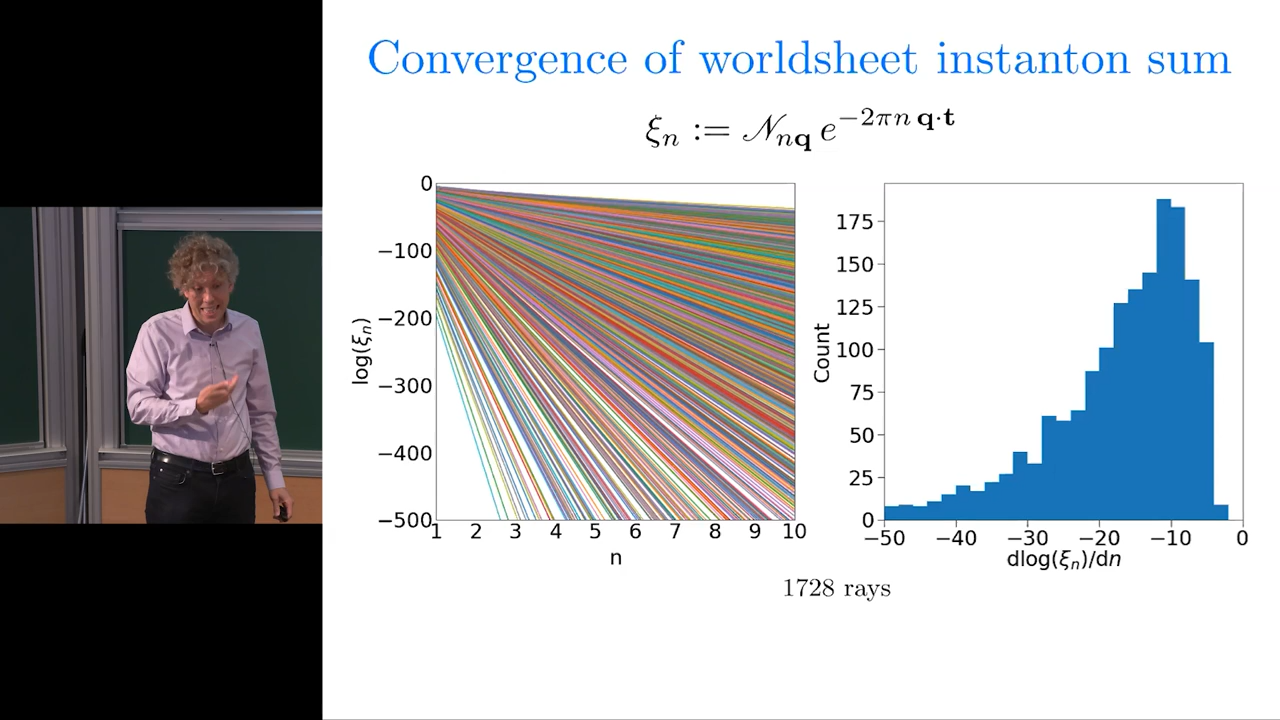 Convergence of worldsheet instanton sum
ξₙ := 𝒩ₙ𝐪 e^{−2πn 𝐪·𝐭}
0
−100
−200
−300
−400
−500
log(ξₙ)
1 2 3 4 5 6 7 8 9 10
n
175
150
125
100
75
50
25
0
Count
−50 −40 −30 −20 −10 0
dlog(ξₙ)/dn
1728 rays